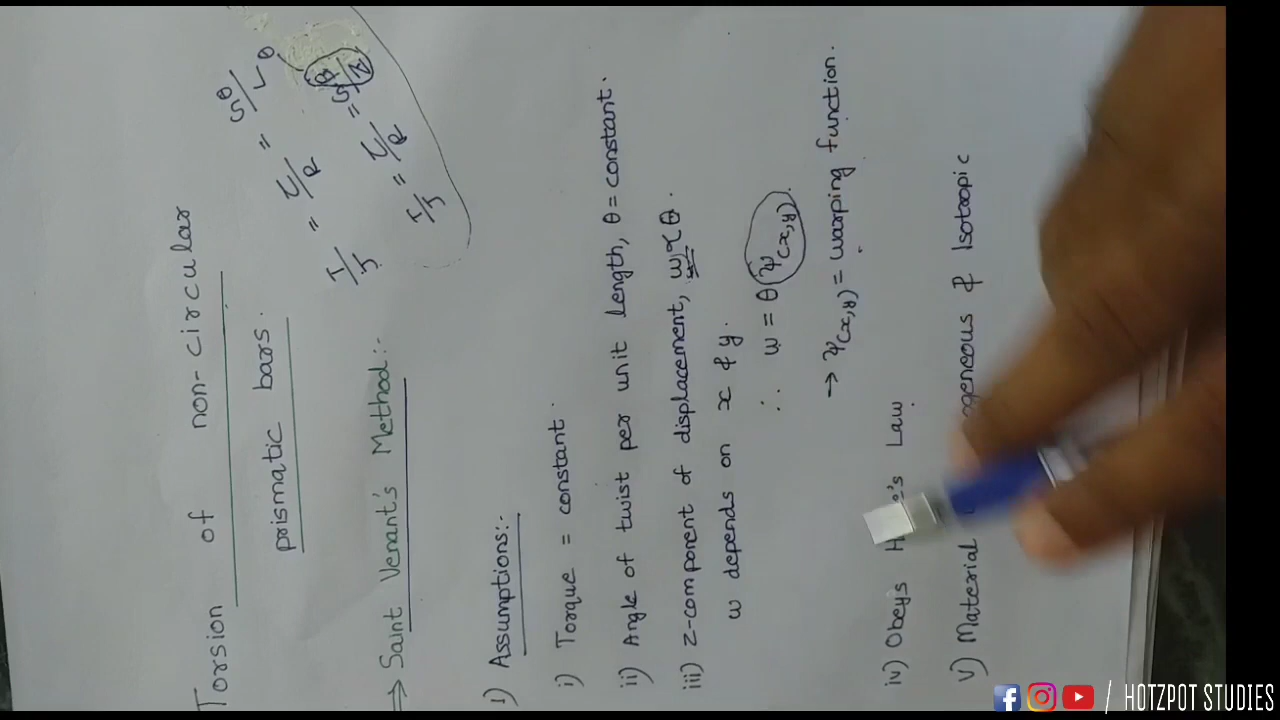 Torsion of non-circular
prismatic bars.
T/J = τ/R = Gθ/L
T/J = τ/R = G
⇒ Saint Venant's Method:-
1) Assumptions:-
i) Torque = constant.
ii) Angle of twist per unit length, θ = constant.
iii) z-component of displacement, w ∝ θ.
w depends on x & y.
∴ w = θ ψ(x,y).
→ ψ(x,y) = warping function.
iv) Obeys Law.
v) Material & Isotropic
/ HOTZPOT STUDIES